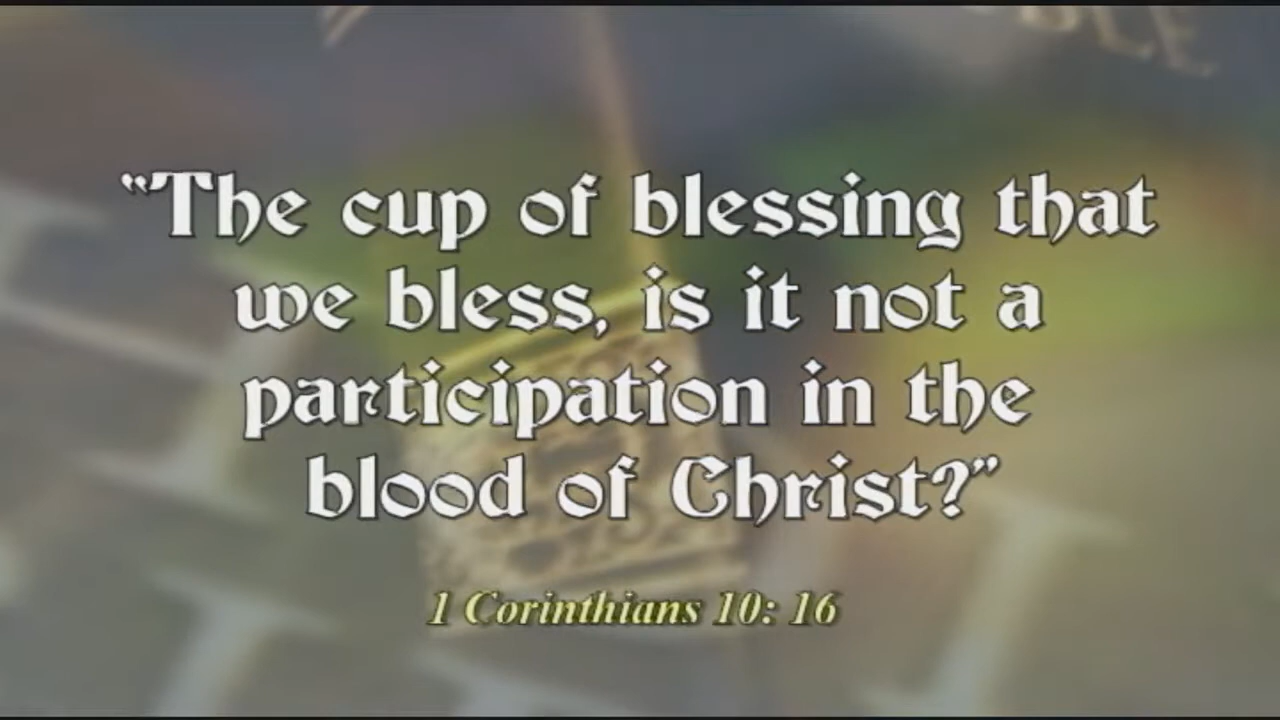 “The cup of blessing that
we bless, is it not a
participation in the
blood of Christ?”
1 Corinthians 10: 16